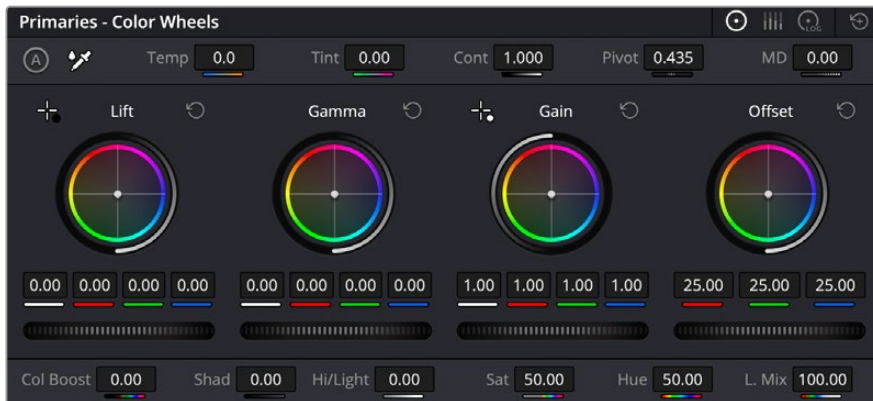 Primaries - Color Wheels
LOG
A Temp 0.0 Tint 0.00 Cont 1.000 Pivot 0.435 MD 0.00
Lift Gamma Gain Offset
0.00 0.00 0.00 0.00 0.00 0.00 0.00 0.00 1.00 1.00 1.00 1.00 25.00 25.00 25.00
Col Boost 0.00 Shad 0.00 Hi/Light 0.00 Sat 50.00 Hue 50.00 L. Mix 100.00